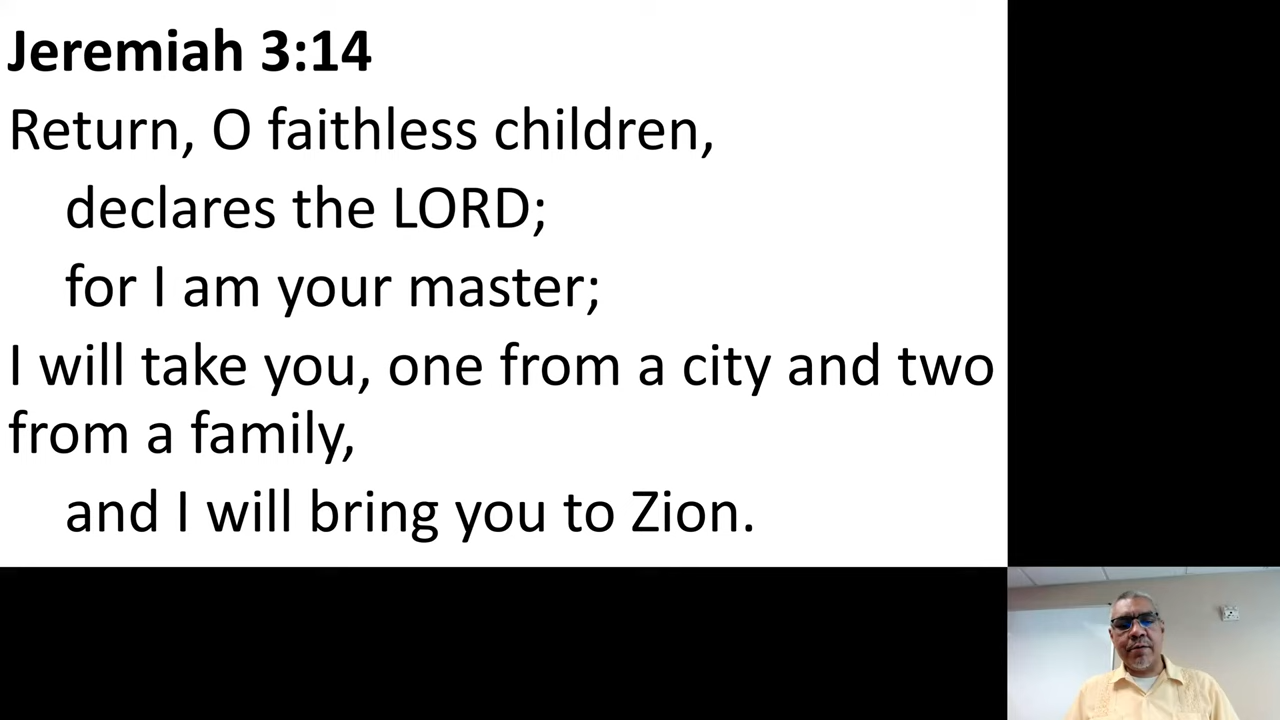 Jeremiah 3:14
Return, O faithless children,
declares the LORD;
for I am your master;
I will take you, one from a city and two
from a family,
and I will bring you to Zion.